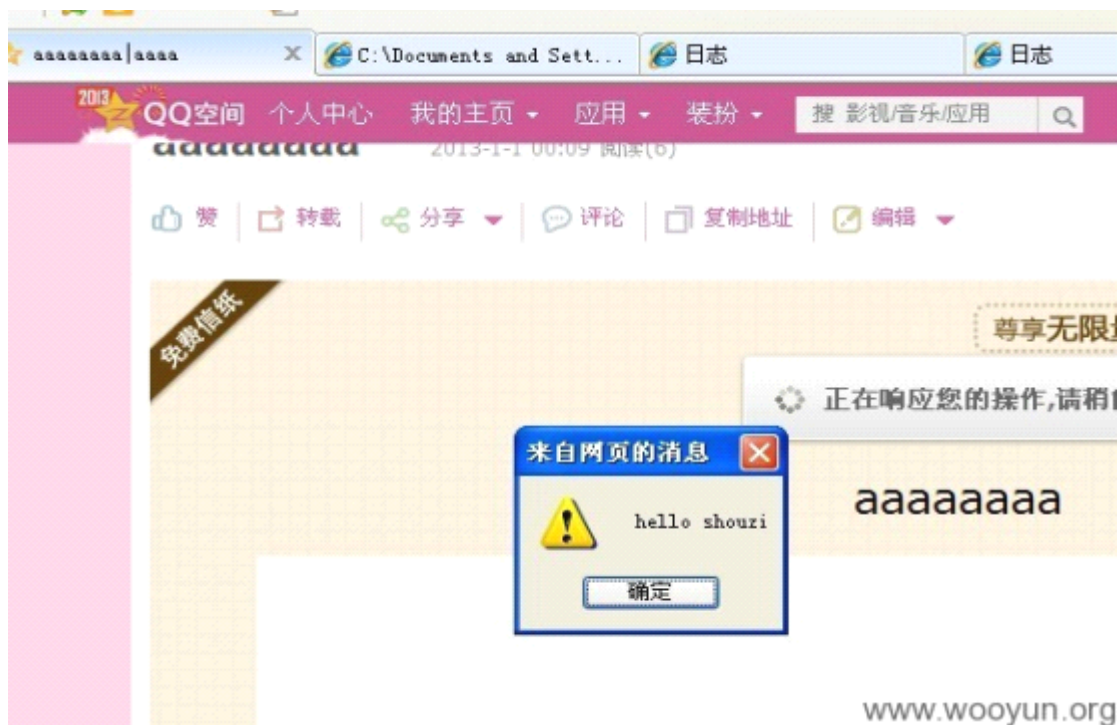 aaaaaaaa|aaaa
C:\Documents and Sett...
日志
日志
2013
QQ空间 个人中心 我的主页 应用 装扮 搜 影视/音乐/应用
aaaaaaaa 2013-1-1 00:09 阅读(6)
赞 转载 分享 评论 复制地址 编辑
免费信纸
尊享无限
正在响应您的操作,请稍
来自网页的消息
hello shouzi
确定
aaaaaaaa
www.wooyun.org